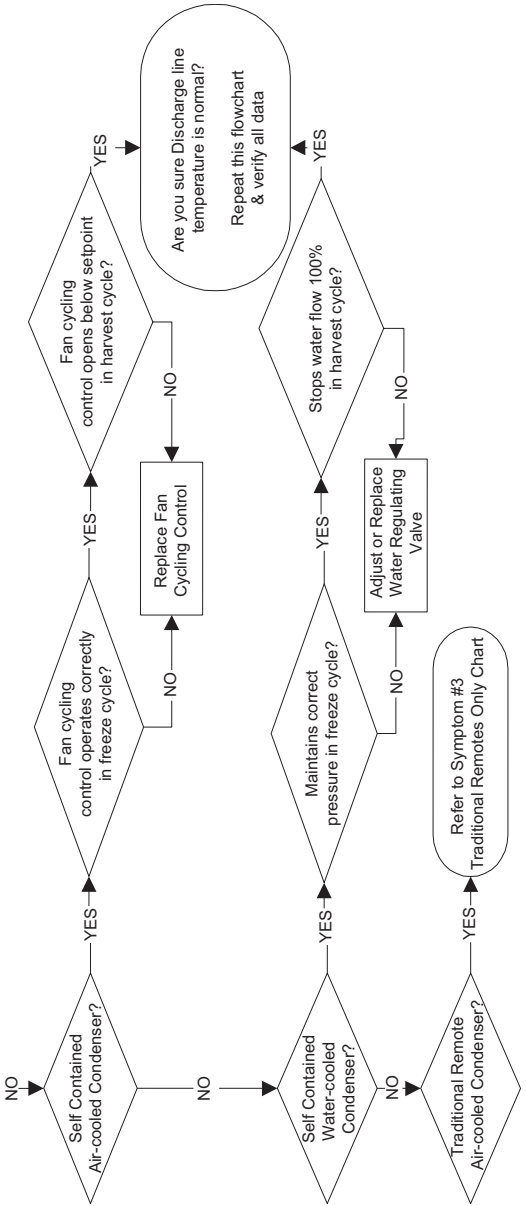 NO
Self Contained
Air-cooled Condenser?
YES
Fan cycling
control operates correctly
in freeze cycle?
YES
Fan cycling
control opens below setpoint
in harvest cycle?
YES
NO
Replace Fan
Cycling Control
NO
Are you sure Discharge line
temperature is normal?
Repeat this flowchart
& verify all data
NO
Self Contained
Water-cooled
Condenser?
YES
Maintains correct
pressure in freeze cycle?
YES
Stops water flow 100%
in harvest cycle?
YES
NO
Adjust or Replace
Water Regulating
Valve
NO
NO
Traditional Remote
Air-cooled Condenser?
YES
Refer to Symptom #3
Traditional Remotes Only Chart